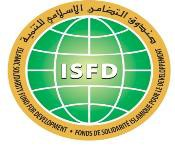 صندوق التضامن الإسلامي للتنمية
ISFD
ISLAMIC SOLIDARITY FUND FOR DEVELOPMENT • FONDS DE SOLIDARITÉ ISLAMIQUE POUR LE DÉVELOPPEMENT